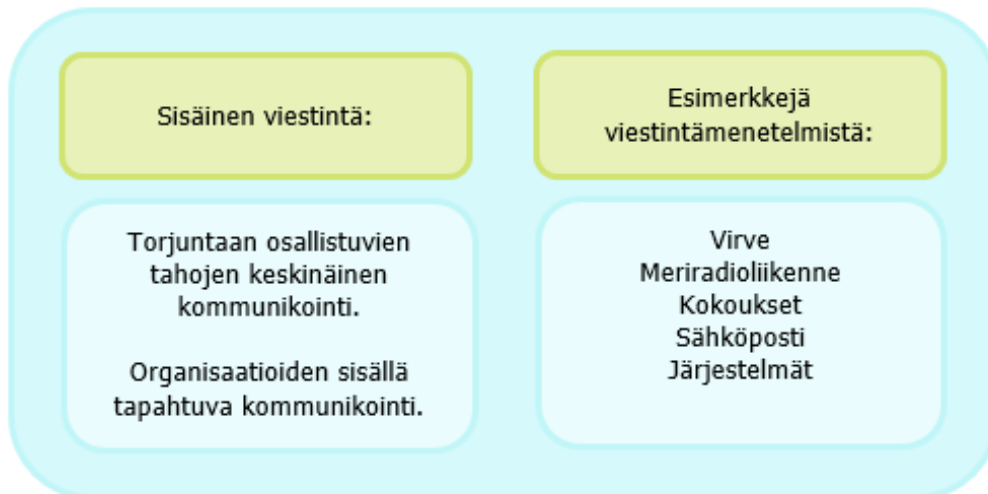 Sisäinen viestintä:
Torjuntaan osallistuvien
tahojen keskinäinen
kommunikointi.
Organisaatioiden sisällä
tapahtuva kommunikointi.
Esimerkkejä
viestintämenetelmistä:
Virve
Meriradioliikenne
Kokoukset
Sähköposti
Järjestelmät